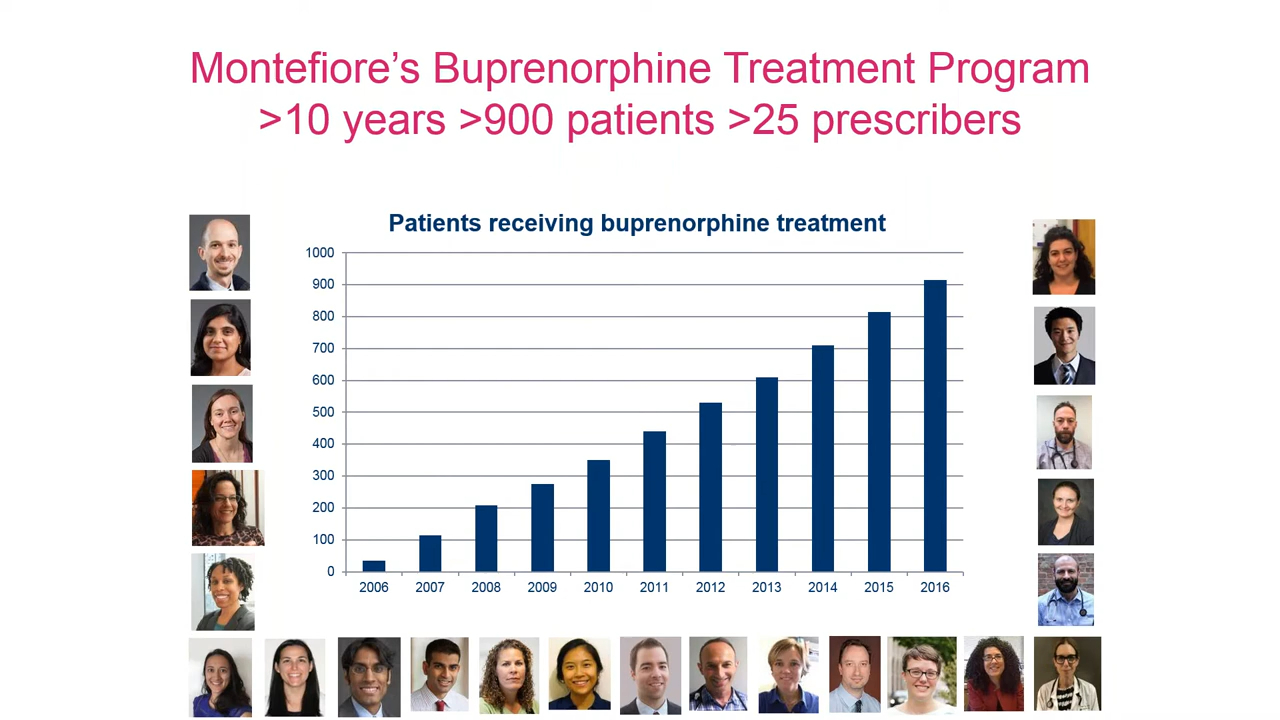 Montefiore’s Buprenorphine Treatment Program
>10 years >900 patients >25 prescribers
Patients receiving buprenorphine treatment
1000
900
800
700
600
500
400
300
200
100
0
2006 2007 2008 2009 2010 2011 2012 2013 2014 2015 2016